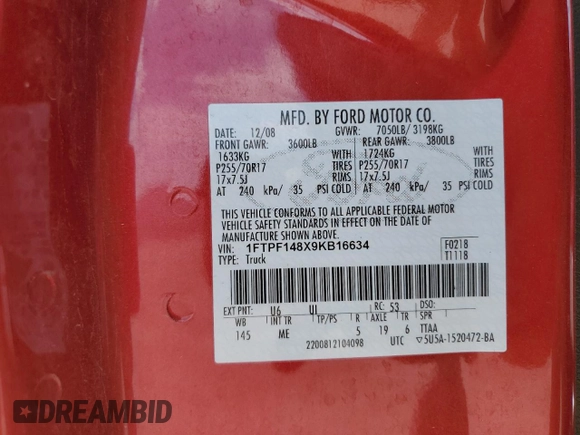 MFD. BY FORD MOTOR CO.
DATE: 12/08 GVWR: 7050LB/ 3198KG
FRONT GAWR: 3600LB REAR GAWR: 3800LB
1633KG WITH 1724KG WITH
P255/70R17 TIRES P255/70R17 TIRES
17x7.5J RIMS 17x7.5J RIMS
AT 240 kPa/ 35 PSI COLD AT 240 kPa/ 35 PSI COLD
THIS VEHICLE CONFORMS TO ALL APPLICABLE FEDERAL MOTOR
VEHICLE SAFETY STANDARDS IN EFFECT ON THE DATE OF
MANUFACTURE SHOWN ABOVE.
VIN: 1FTPF148X9KB16634 F0218
TYPE: Truck T1118
EXT PNT: U6 UI RC: 53 DSO:
WB INT TR TP/PS R AXLE TR SPR
145 ME 5 19 6 TTAA
2200812104098 UTC ▽5U5A-1520472-BA
DREAMBID